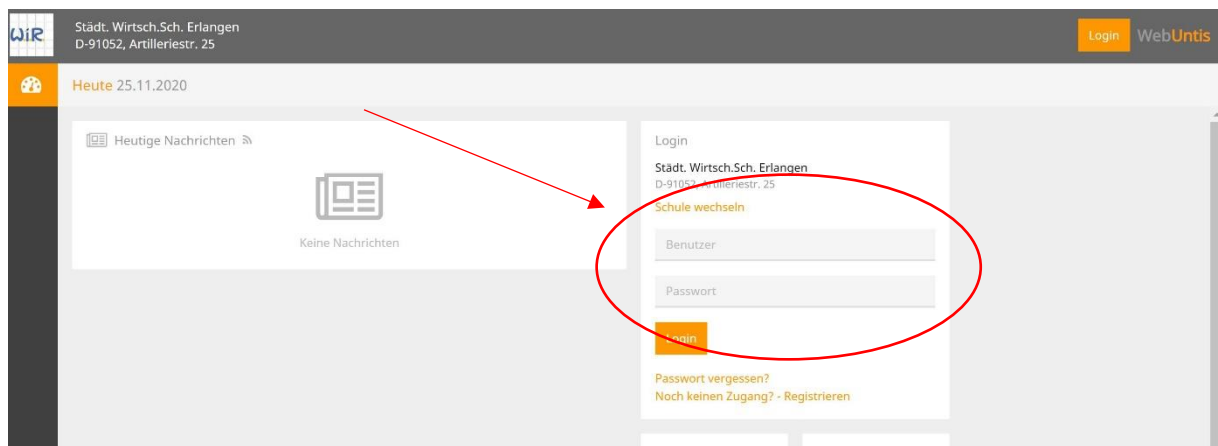 WiR
Städt. Wirtsch.Sch. Erlangen
D-91052, Artilleriestr. 25
Login
WebUntis
Heute 25.11.2020
Heutige Nachrichten
Keine Nachrichten
Login
Städt. Wirtsch.Sch. Erlangen
D-91052, Artilleriestr. 25
Schule wechseln
Benutzer
Passwort
Login
Passwort vergessen?
Noch keinen Zugang? - Registrieren